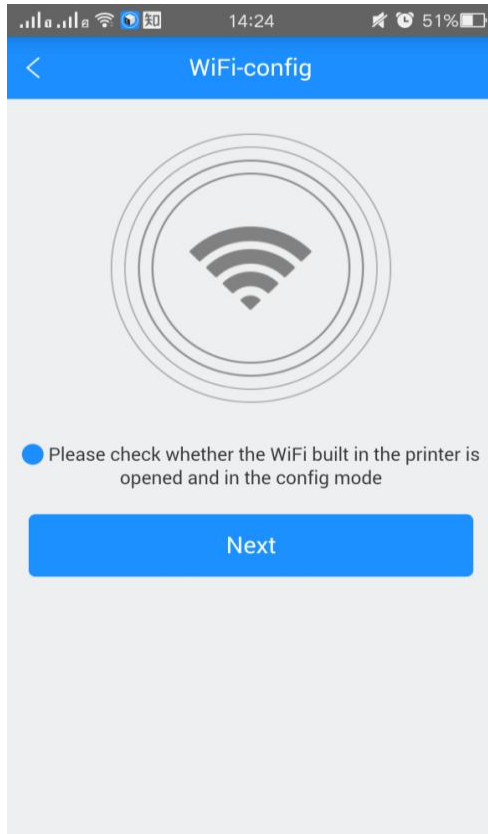 知 14:24 51%
WiFi-config
Please check whether the WiFi built in the printer is
opened and in the config mode
Next